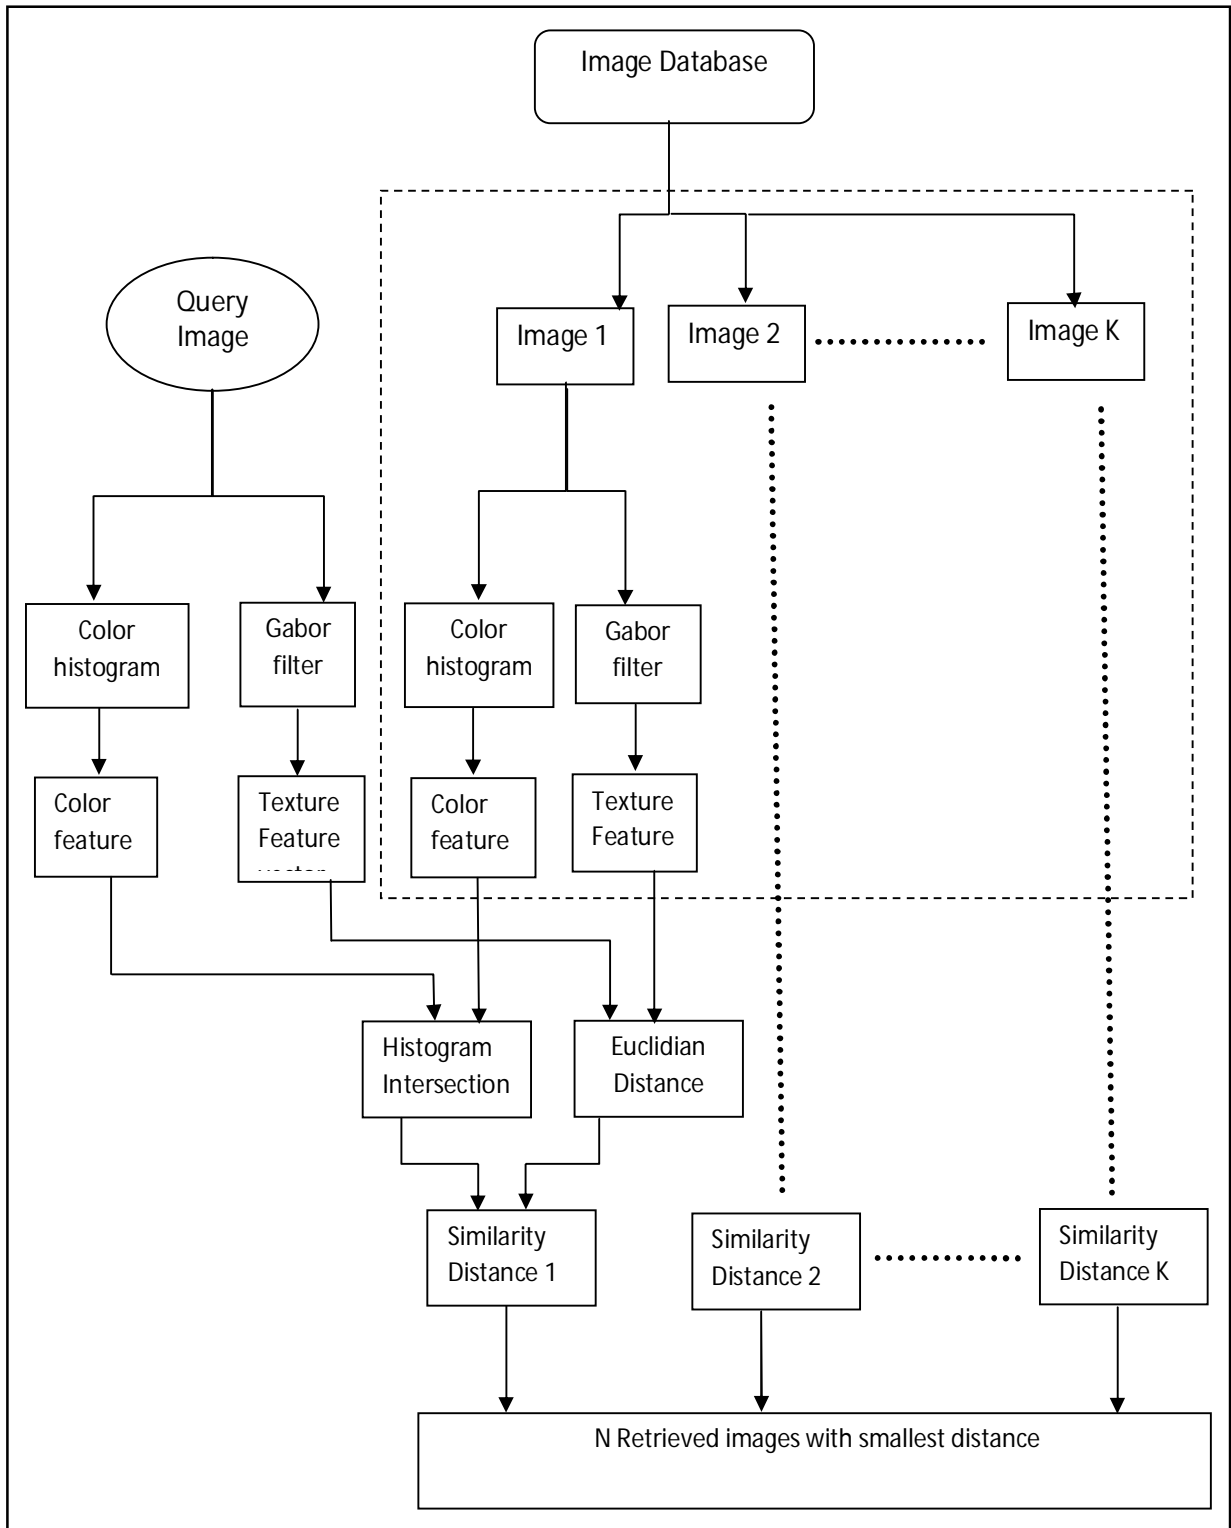 Image Database
Query
Image
Image 1
Image 2
Image K
Color
histogram
Gabor
filter
Color
histogram
Gabor
filter
Color
feature
Texture
Feature
Color
feature
Texture
Feature
Histogram
Intersection
Euclidian
Distance
Similarity
Distance 1
Similarity
Distance 2
Similarity
Distance K
N Retrieved images with smallest distance